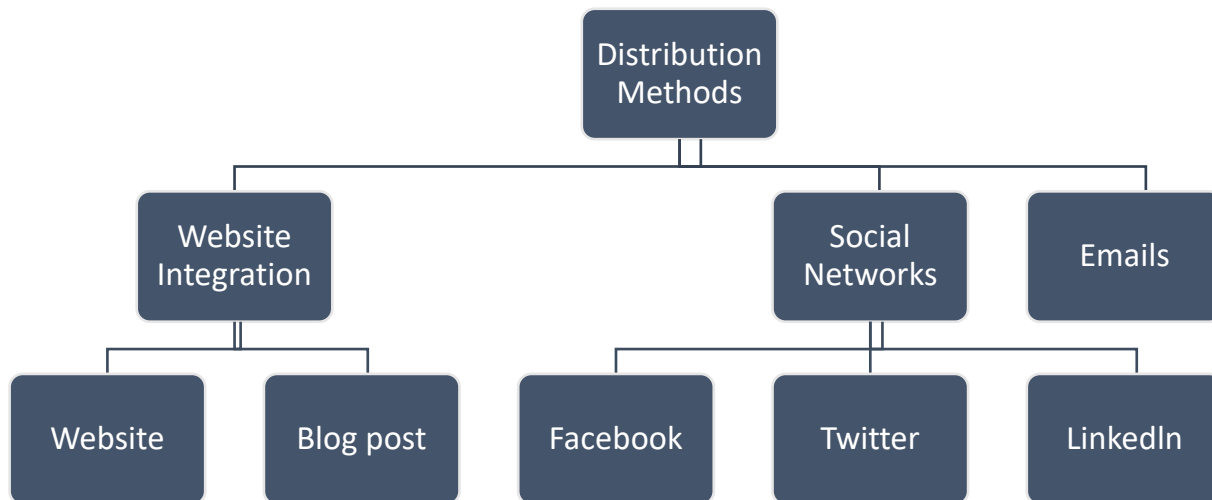 Distribution
Methods
Website
Integration
Social
Networks
Emails
Website
Blog post
Facebook
Twitter
LinkedIn